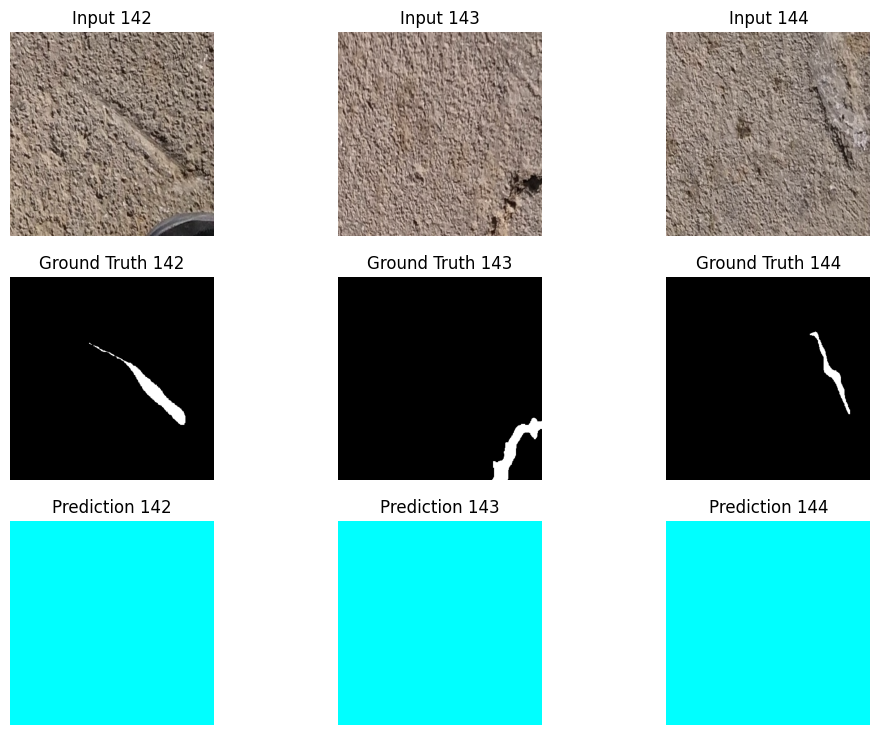 Input 142
Input 143
Input 144
Ground Truth 142
Ground Truth 143
Ground Truth 144
Prediction 142
Prediction 143
Prediction 144